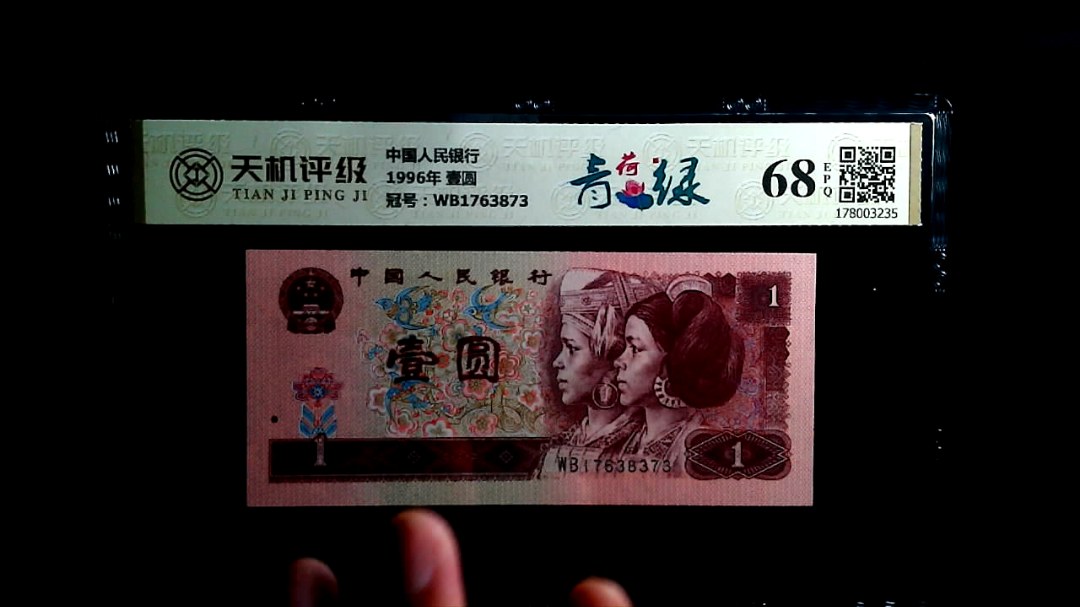 天机评级
TIAN JI PING JI
中国人民银行
1996年 壹圆
冠号：WB1763873
青荷绿
68
EPQ
178003235
中国人民银行
1
壹圆
1
WB17638373
1